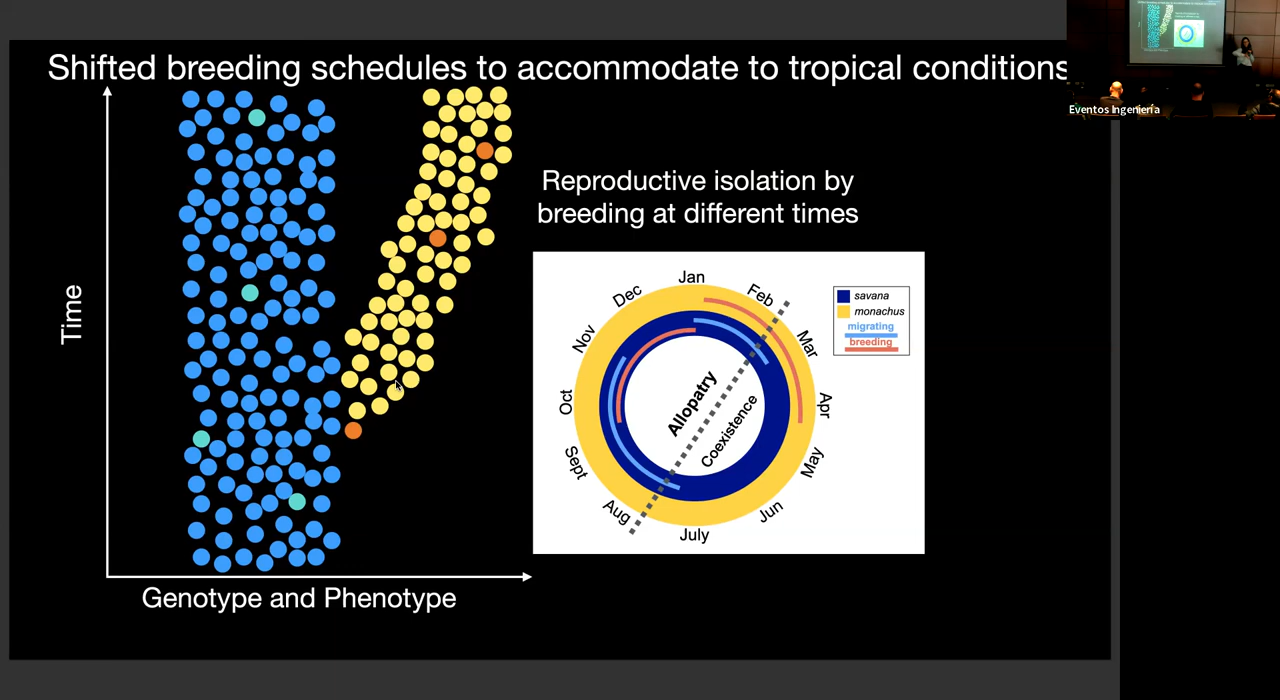 Shifted breeding schedules to accommodate to tropical conditions
Eventos Ingeniería
Reproductive isolation by
breeding at different times
Time
Genotype and Phenotype
Jan
Feb
Mar
Apr
May
Jun
July
Aug
Sept
Oct
Nov
Dec
Allopatry
Coexistence
savana
monachus
migrating
breeding